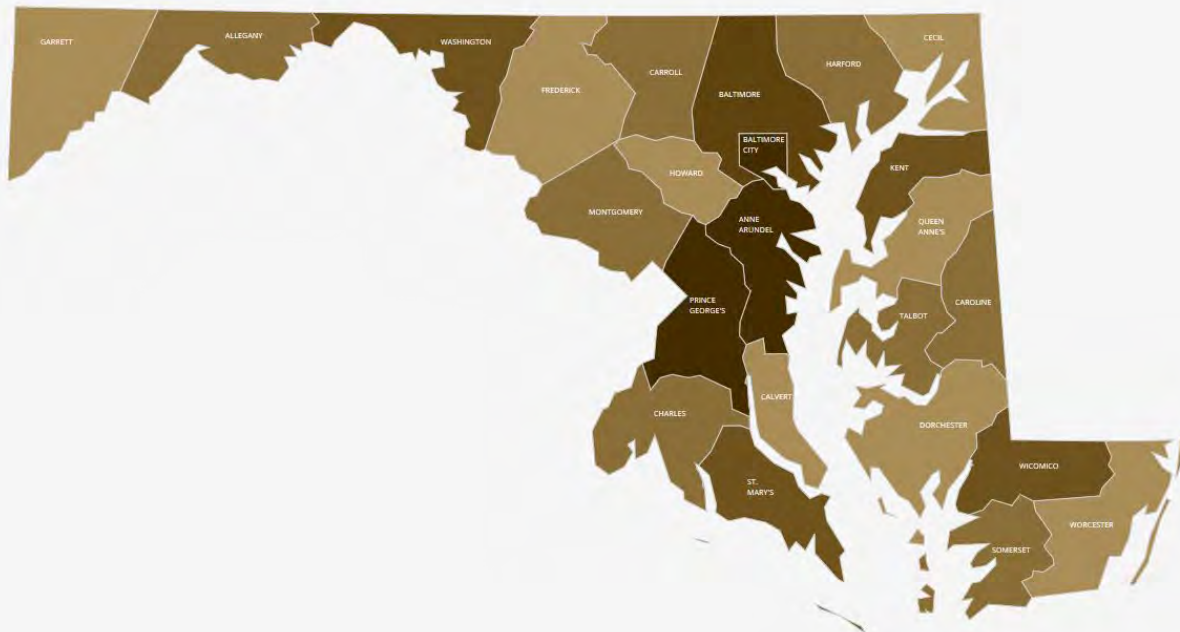 GARRETT
ALLEGANY
WASHINGTON
FREDERICK
CARROLL
BALTIMORE
HARFORD
CECIL
BALTIMORE
CITY
HOWARD
KENT
MONTGOMERY
ANNE
ARUNDEL
QUEEN
ANNE'S
PRINCE
GEORGE'S
TALBOT
CAROLINE
CALVERT
CHARLES
DORCHESTER
WICOMICO
ST.
MARY'S
WORCESTER
SOMERSET